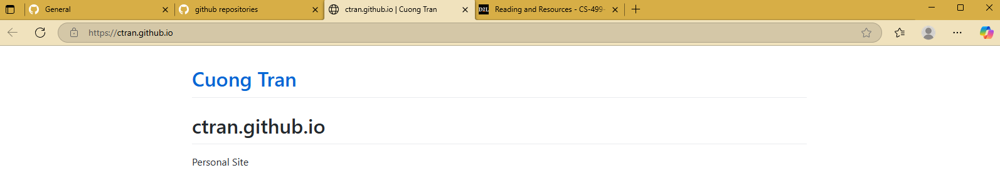 General
github repositories
ctran.github.io | Cuong Tran
D2L
Reading and Resources - CS-499-
https://ctran.github.io
Cuong Tran
ctran.github.io
Personal Site